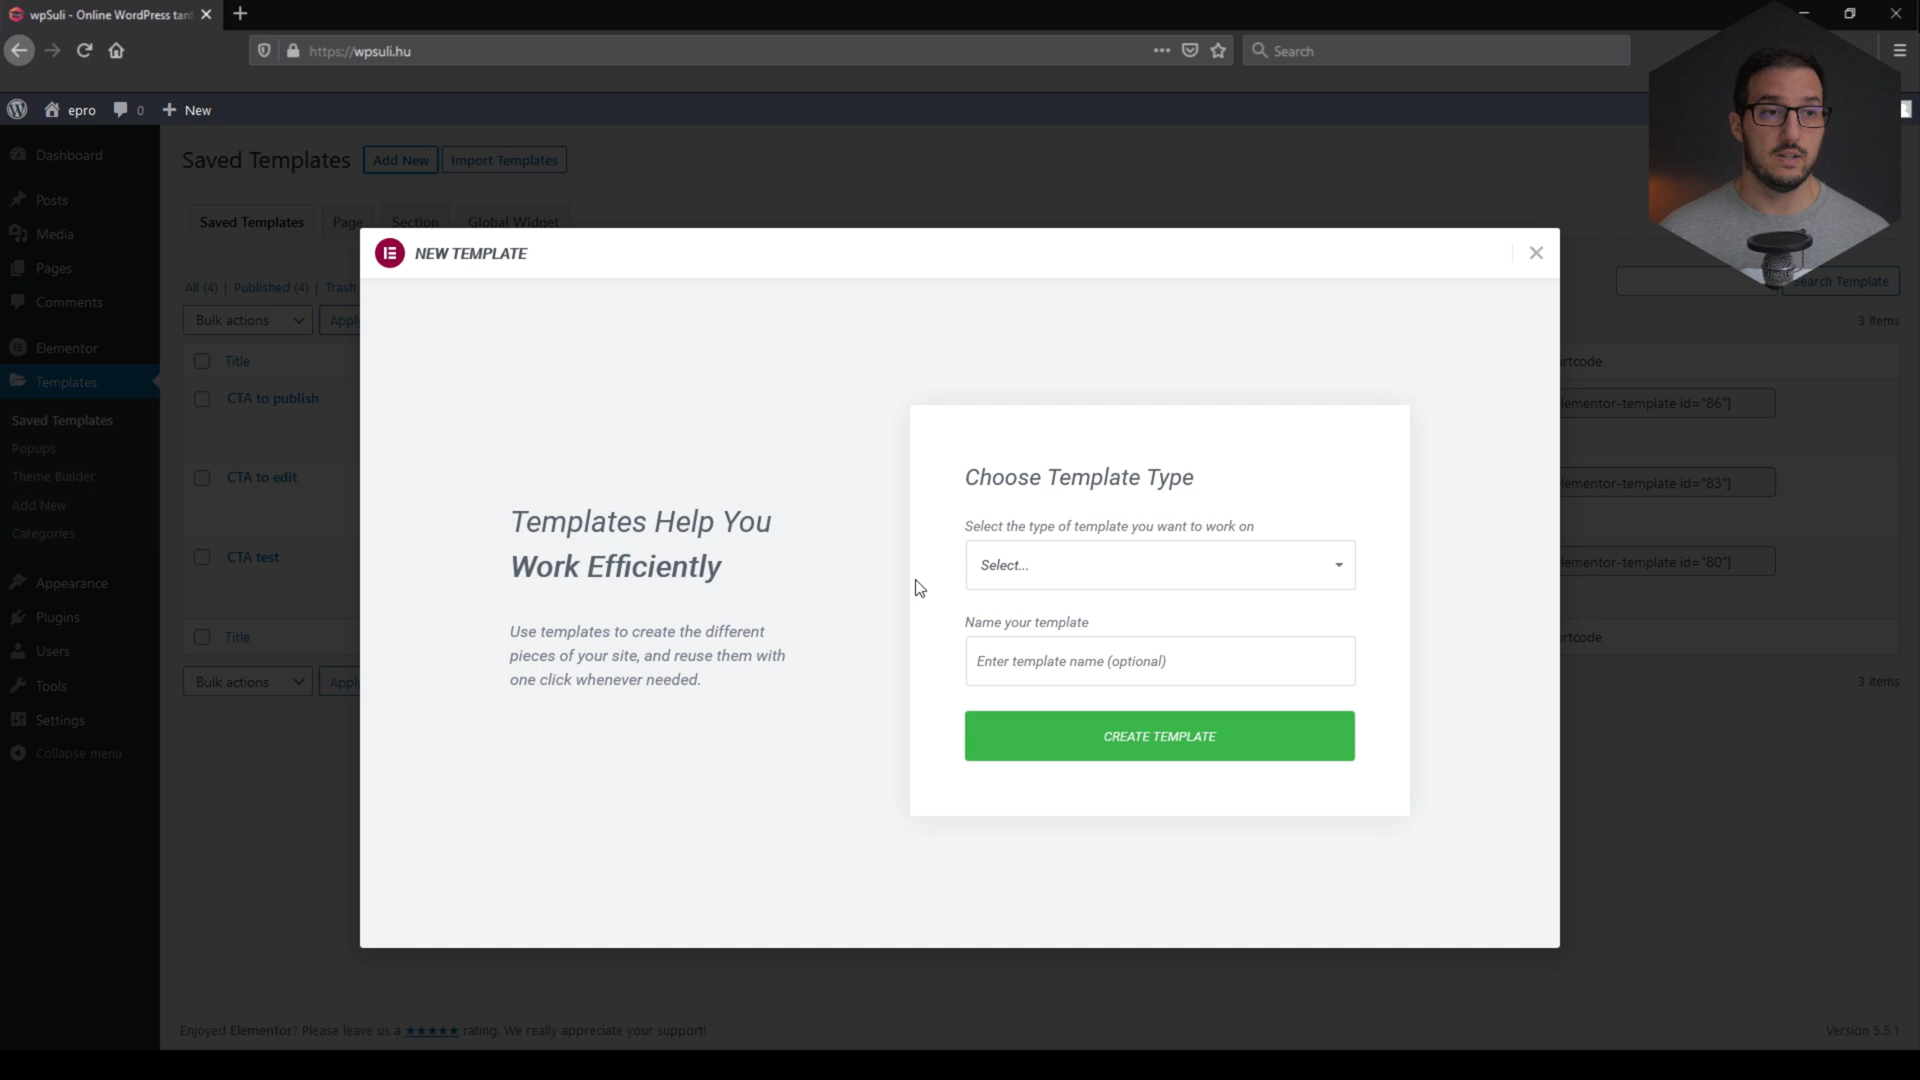 wpSuli - Online WordPress tan
https://wpsuli.hu
Search
epro
0
New
Dashboard
Posts
Media
Pages
Comments
Elementor
Templates
Saved Templates
Popups
Theme Builder
Add New
Categories
Appearance
Plugins
Users
Tools
Settings
Collapse menu
Saved Templates
Add New
Import Templates
Saved Templates
Page
Section
Global Widget
All (4) | Published (4) | Trash
Search Template
Bulk actions
Apply
3 items
Title
rtcode
CTA to publish
lementor-template id="86"]
CTA to edit
lementor-template id="83"]
CTA test
lementor-template id="80"]
Title
rtcode
Bulk actions
Apply
3 items
NEW TEMPLATE
Templates Help You
Work Efficiently
Use templates to create the different
pieces of your site, and reuse them with
one click whenever needed.
Choose Template Type
Select the type of template you want to work on
Select...
Name your template
Enter template name (optional)
CREATE TEMPLATE
Enjoyed Elementor? Please leave us a ★★★★★ rating. We really appreciate your support!
Version 5.5.1